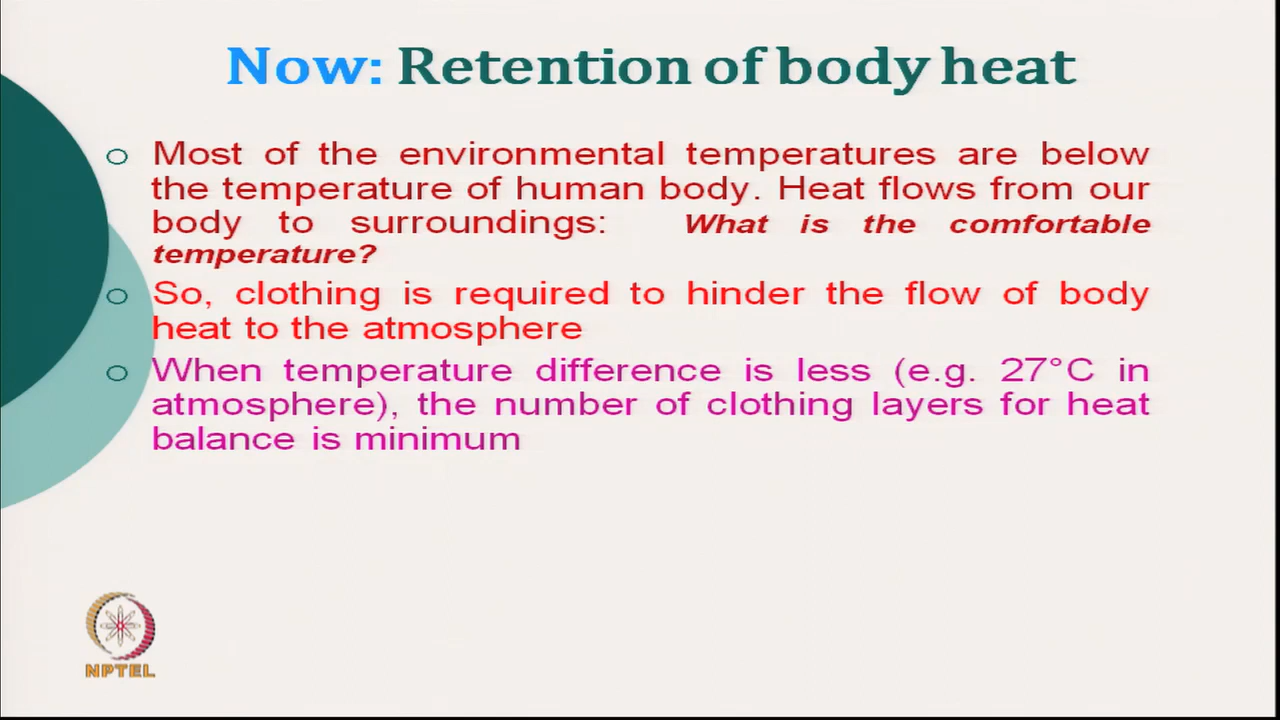 Now: Retention of body heat
Most of the environmental temperatures are below
the temperature of human body. Heat flows from our
body to surroundings: What is the comfortable
temperature?
So, clothing is required to hinder the flow of body
heat to the atmosphere
When temperature difference is less (e.g. 27°C in
atmosphere), the number of clothing layers for heat
balance is minimum
NPTEL